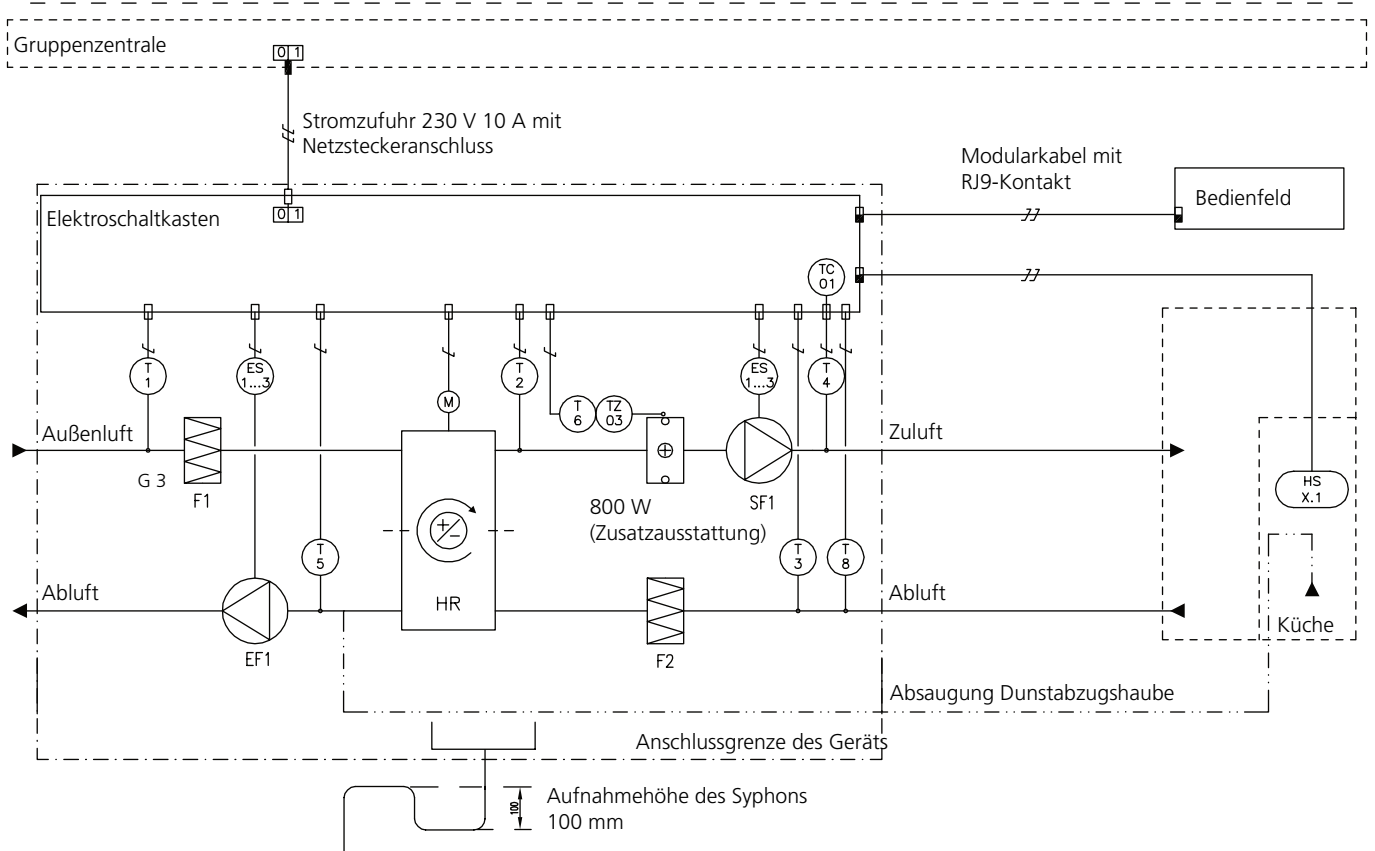 Gruppenzentrale
0 1
Stromzufuhr 230 V 10 A mit
Netzsteckeranschluss
Modularkabel mit
RJ9-Kontakt
Bedienfeld
0 1
Elektroschaltkasten
TC
01
T
1
ES
1...3
T
2
ES
1...3
T
4
M
T
6
TZ
03
Außenluft
Zuluft
G 3
F1
800 W
(Zusatzausstattung)
SF1
HS
X.1
+/-
T
5
T
3
T
8
Abluft
HR
Abluft
Küche
EF1
F2
Absaugung Dunstabzugshaube
Anschlussgrenze des Geräts
100
Aufnahmehöhe des Syphons
100 mm